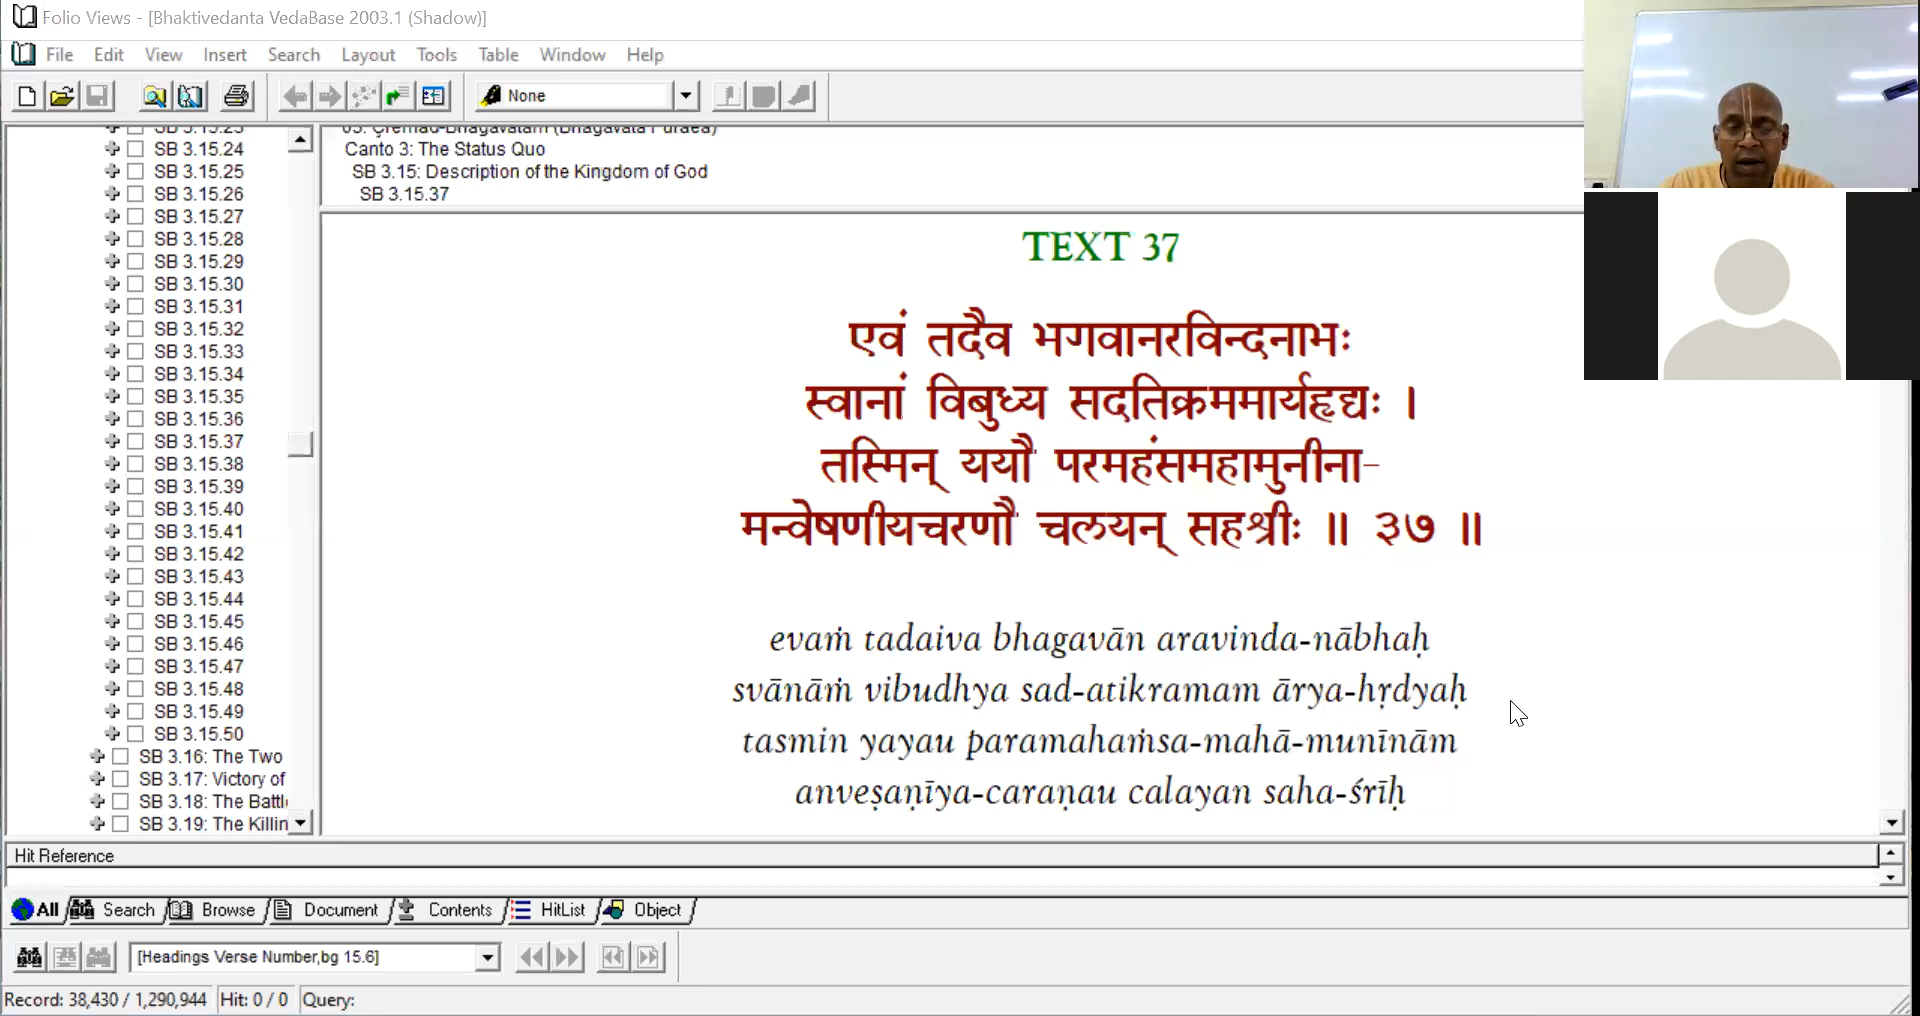 Folio Views - [Bhaktivedanta VedaBase 2003.1 (Shadow)]
File Edit View Insert Search Layout Tools Table Window Help
None
SB 3.15.23
SB 3.15.24
SB 3.15.25
SB 3.15.26
SB 3.15.27
SB 3.15.28
SB 3.15.29
SB 3.15.30
SB 3.15.31
SB 3.15.32
SB 3.15.33
SB 3.15.34
SB 3.15.35
SB 3.15.36
SB 3.15.37
SB 3.15.38
SB 3.15.39
SB 3.15.40
SB 3.15.41
SB 3.15.42
SB 3.15.43
SB 3.15.44
SB 3.15.45
SB 3.15.46
SB 3.15.47
SB 3.15.48
SB 3.15.49
SB 3.15.50
SB 3.16: The Two
SB 3.17: Victory of
SB 3.18: The Battl
SB 3.19: The Killin
Canto 3: The Status Quo
SB 3.15: Description of the Kingdom of God
SB 3.15.37
TEXT 37
एवं तदैव भगवानरविन्दनाभः
स्वानां विबुध्य सदतिक्रममार्यहृद्यः ।
तस्मिन् ययौ परमहंसमहामुनीना-
मन्वेषणीयचरणौ चलयन् सहश्रीः ॥ ३७ ॥
evaṁ tadaiva bhagavān aravinda-nābhaḥ
svānāṁ vibudhya sad-atikramam ārya-hṛdyaḥ
tasmin yayau paramahaṁsa-mahā-munīnām
anveṣaṇīya-caraṇau calayan saha-śrīḥ
Hit Reference
All Search Browse Document Contents HitList Object
[Headings Verse Number,bg 15.6]
Record: 38,430 / 1,290,944 Hit: 0 / 0 Query: